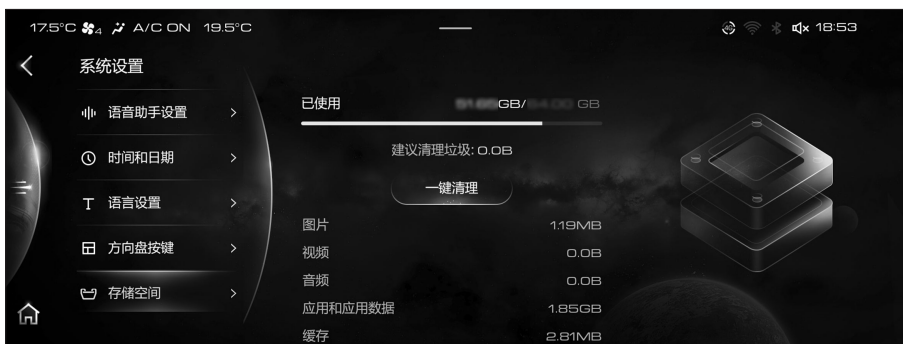 17.5°C 4 A/C ON 19.5°C 4G 18:53
系统设置
语音助手设置
时间和日期
语言设置
方向盘按键
存储空间
已使用 GB/ GB
建议清理垃圾: 0.0B
一键清理
图片 1.19MB
视频 0.0B
音频 0.0B
应用和应用数据 1.85GB
缓存 2.81MB